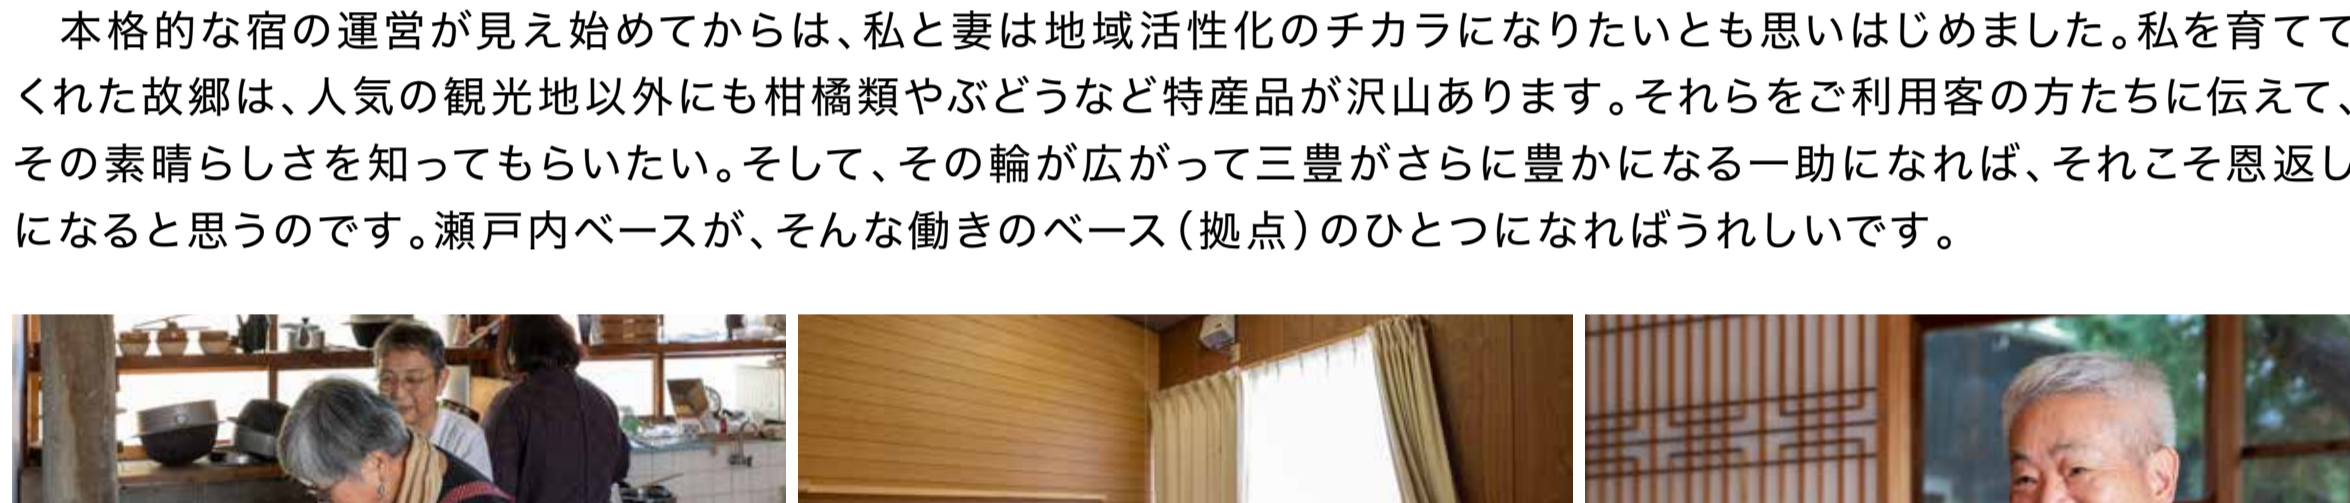 本格的な宿の運営が見え始めてからは、私と妻は地域活性化のチカラになりたいとも思いはじめました。私を育てて
くれた故郷は、人気の観光地以外にも柑橘類やぶどうなど特産品が沢山あります。それらをご利用客の方たちに伝えて、
その素晴らしさを知ってもらいたい。そして、その輪が広がって三豊がさらに豊かになる一助になれば、それこそ恩返し
になると思うのです。瀬戸内ベースが、そんな働きのベース（拠点）のひとつになればうれしいです。